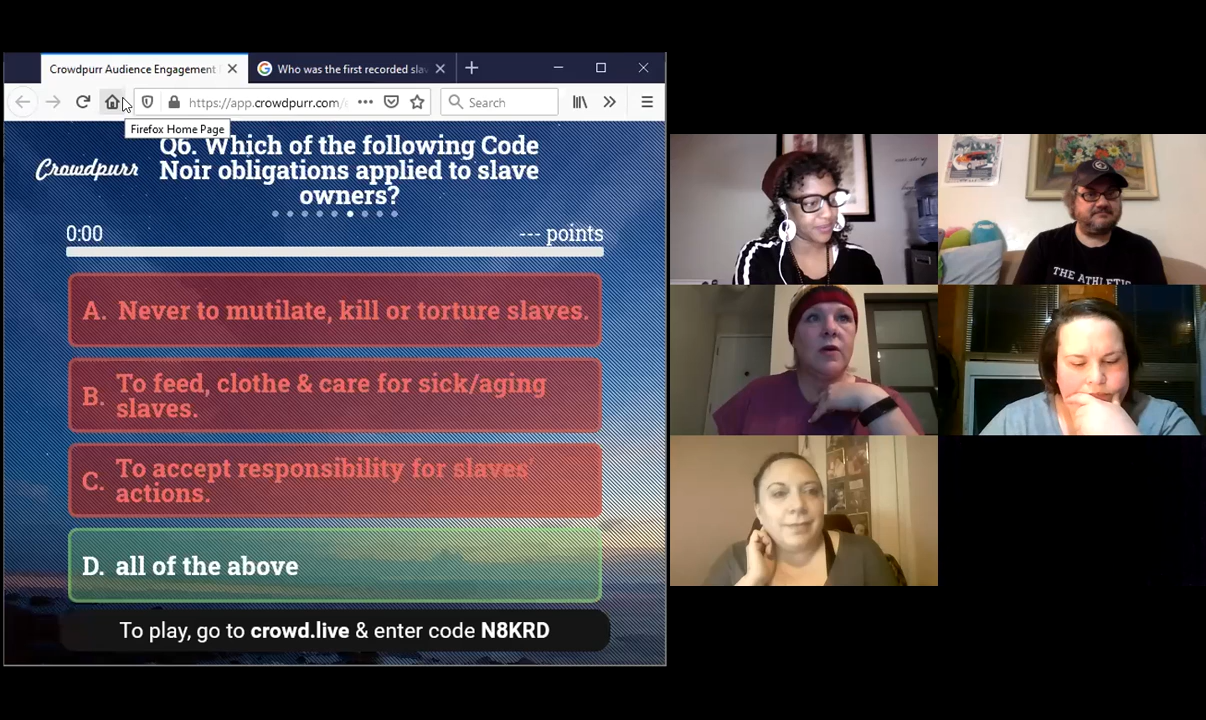 Crowdpurr Audience Engagement
Who was the first recorded slav
https://app.crowdpurr.com/
Search
Firefox Home Page
Crowdpurr
Q6. Which of the following Code
Noir obligations applied to slave
owners?
0:00
--- points
A. Never to mutilate, kill or torture slaves.
B. To feed, clothe & care for sick/aging
slaves.
C. To accept responsibility for slaves'
actions.
D. all of the above
To play, go to crowd.live & enter code N8KRD
THE ATHLETIC